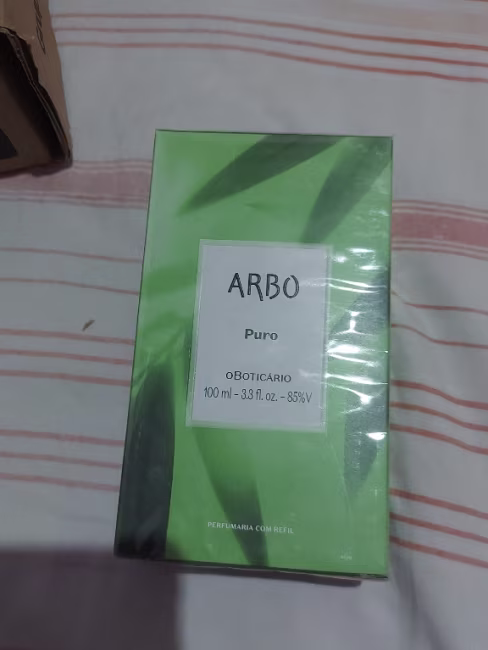 ARBO
Puro
oBOTICÁRIO
100 ml – 3.3 fl. oz. – 85%V
PERFUMARIA COM REFIL